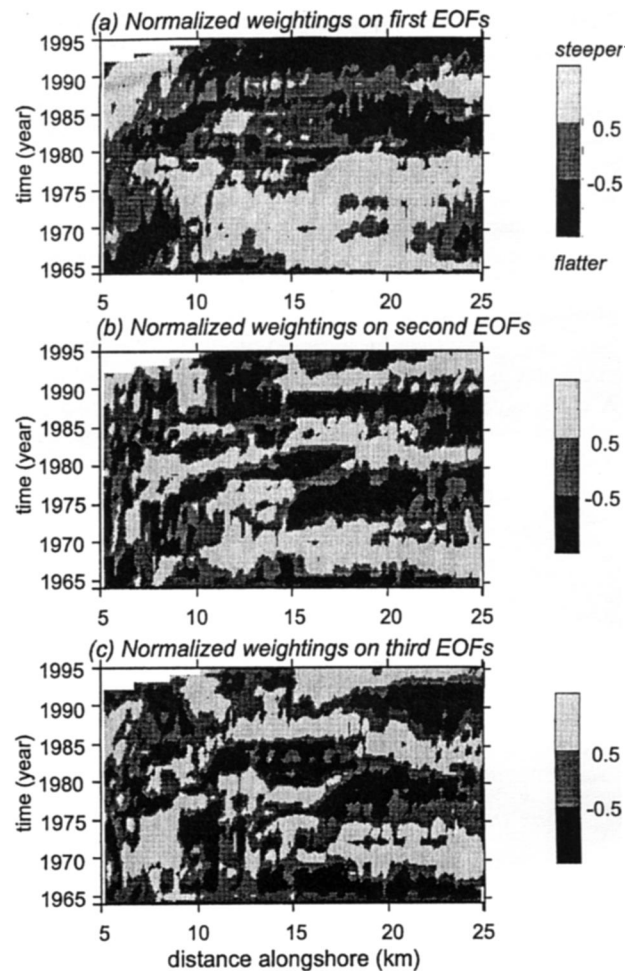 (a) Normalized weightings on first EOFs
1995
1990
1985
1980
1975
1970
1965
time (year)
5 10 15 20 25
steeper
0.5
-0.5
flatter
(b) Normalized weightings on second EOFs
1995
1990
1985
1980
1975
1970
1965
time (year)
5 10 15 20 25
0.5
-0.5
(c) Normalized weightings on third EOFs
1995
1990
1985
1980
1975
1970
1965
time (year)
5 10 15 20 25
distance alongshore (km)
0.5
-0.5